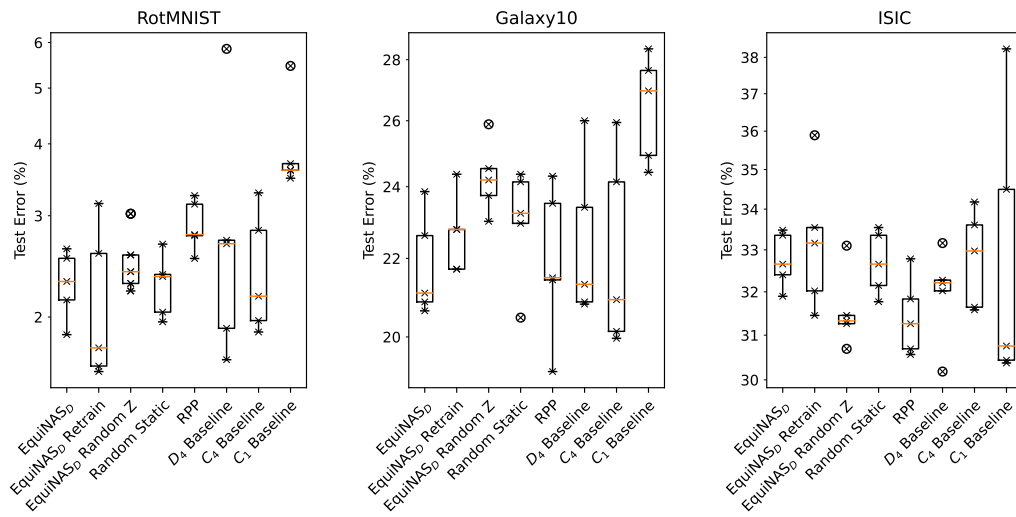 RotMNIST
Test Error (%)
6
5
4
3
2
EquiNAS_D
EquiNAS_D Retrain
EquiNAS_D Random Z
Random Static
RPP
D_4 Baseline
C_4 Baseline
C_1 Baseline
Galaxy10
Test Error (%)
28
26
24
22
20
EquiNAS_D
EquiNAS_D Retrain
EquiNAS_D Random Z
Random Static
RPP
D_4 Baseline
C_4 Baseline
C_1 Baseline
ISIC
Test Error (%)
38
37
36
35
34
33
32
31
30
EquiNAS_D
EquiNAS_D Retrain
EquiNAS_D Random Z
Random Static
RPP
D_4 Baseline
C_4 Baseline
C_1 Baseline